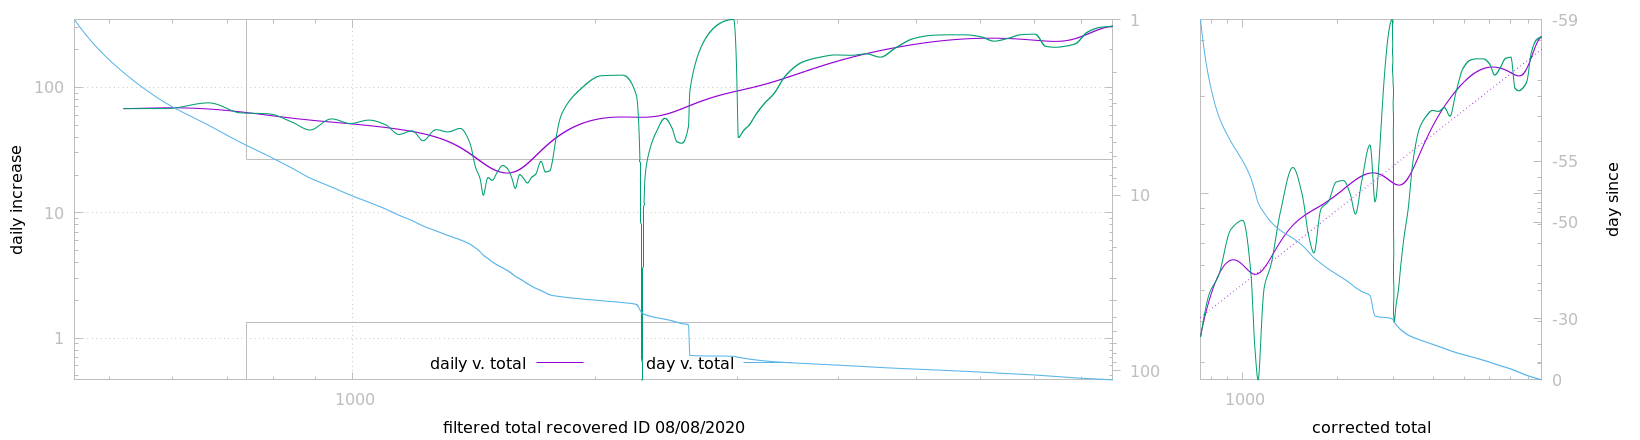 daily increase
100
10
1
1000
filtered total recovered ID 08/08/2020
daily v. total
day v. total
1
10
100
1000
corrected total
-59
-55
-50
-30
0
day since